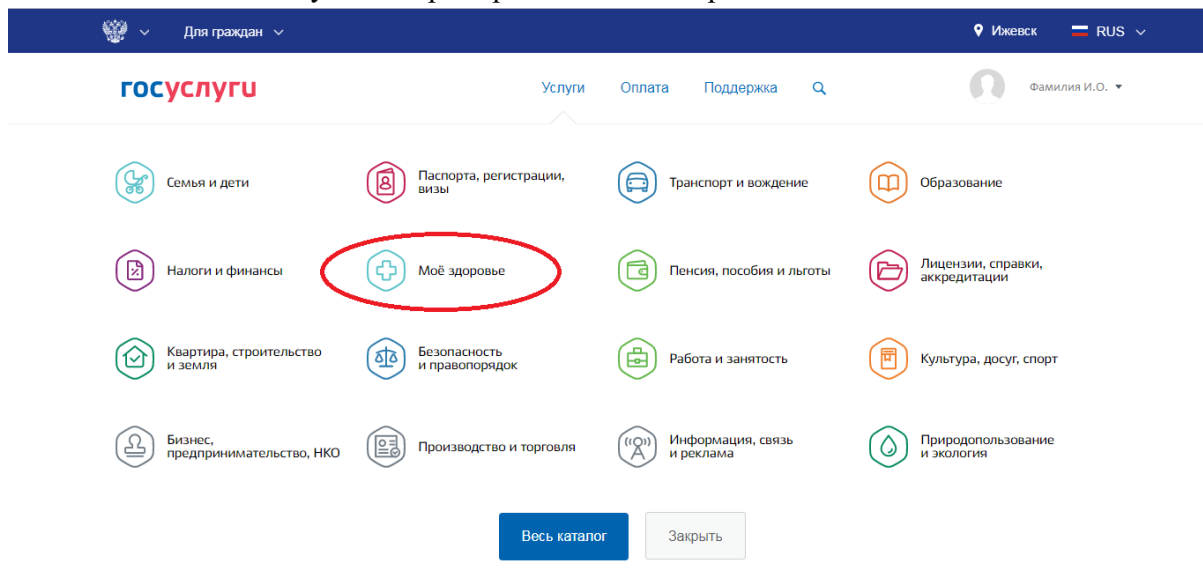 Для граждан
Ижевск
RUS
госуслуги
Услуги
Оплата
Поддержка
Фамилия И.О.
Семья и дети
Паспорта, регистрации,
визы
Транспорт и вождение
Образование
Налоги и финансы
Моё здоровье
Пенсия, пособия и льготы
Лицензии, справки,
аккредитации
Квартира, строительство
и земля
Безопасность
и правопорядок
Работа и занятость
Культура, досуг, спорт
Бизнес,
предпринимательство, НКО
Производство и торговля
Информация, связь
и реклама
Природопользование
и экология
Весь каталог
Закрыть